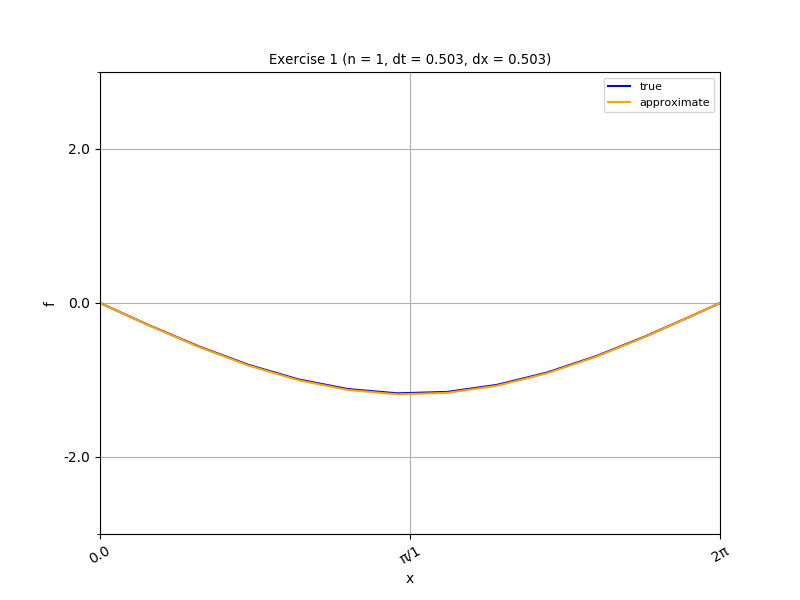 Exercise 1 (n = 1, dt = 0.503, dx = 0.503)
true
approximate
2.0
0.0
-2.0
f
0.0
π/1
2π
x